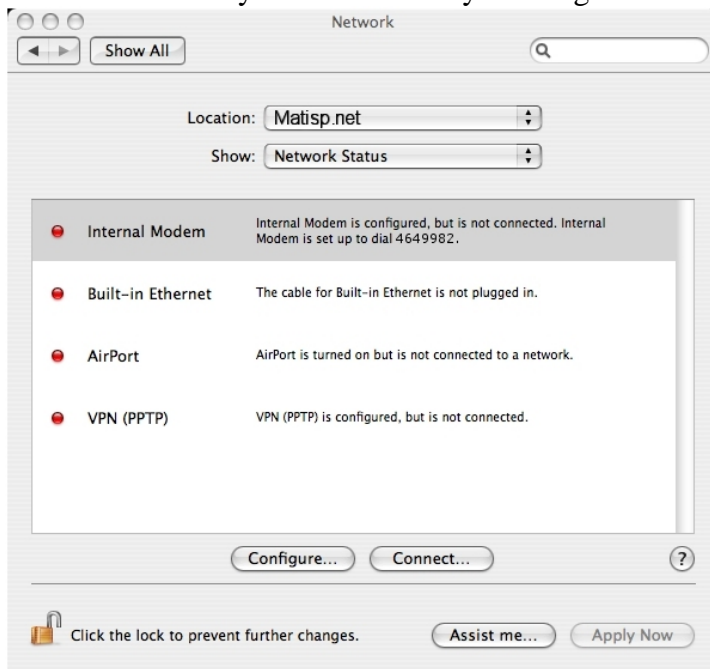 Network
Show All
Location: Matisp.net
Show: Network Status
Internal Modem
Internal Modem is configured, but is not connected. Internal
Modem is set up to dial 4649982.
Built-in Ethernet
The cable for Built-in Ethernet is not plugged in.
AirPort
AirPort is turned on but is not connected to a network.
VPN (PPTP)
VPN (PPTP) is configured, but is not connected.
Configure...
Connect...
?
Click the lock to prevent further changes.
Assist me...
Apply Now